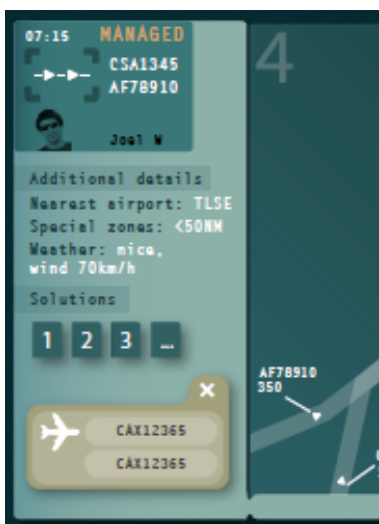 07:15 MANAGED
CSA1345
AF78910
Joel W
Additional details
Nearest airport: TLSE
Special zones: <50NM
Weather: nice,
wind 70km/h
Solutions
1 2 3 ...
×
CAX12365
CAX12365
4
AF78910
350